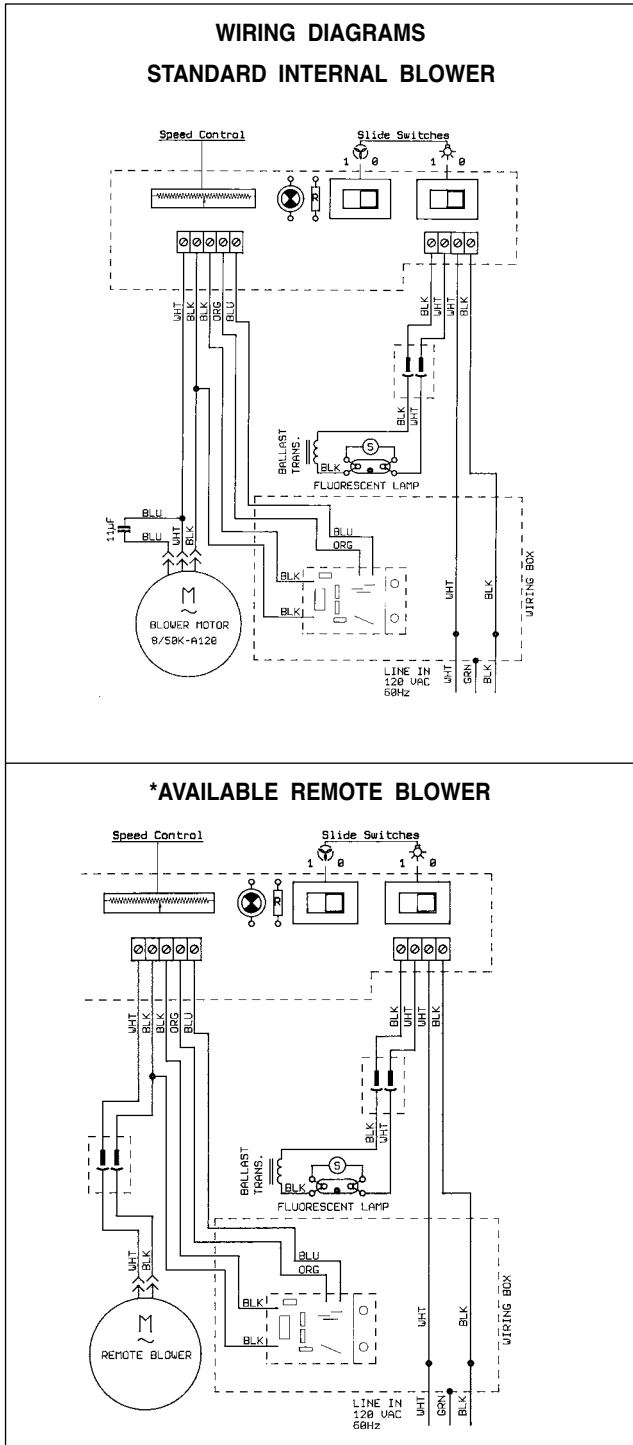 WIRING DIAGRAMS
STANDARD INTERNAL BLOWER
Speed Control
Slide Switches
1 0
1 0
R
WHT
BLK
BLK
ORG
BLU
BLK
WHT
WHT
BLK
BLK
WHT
BALLAST
TRANS.
S
BLK
FLUORESCENT LAMP
11µF
BLU
BLU
WHT
BLK
BLU
ORG
BLK
BLK
M
~
BLOWER MOTOR
8/50K-A120
WHT
BLK
WIRING BOX
LINE IN
120 VAC
60Hz
WHT
GRN
BLK
*AVAILABLE REMOTE BLOWER
Speed Control
Slide Switches
1 0
1 0
R
WHT
BLK
BLK
ORG
BLU
BLK
WHT
WHT
BLK
BLK
WHT
BALLAST
TRANS.
S
BLK
FLUORESCENT LAMP
WHT
BLK
BLU
ORG
BLK
BLK
M
~
REMOTE BLOWER
WHT
BLK
WIRING BOX
LINE IN
120 VAC
60Hz
WHT
GRN
BLK